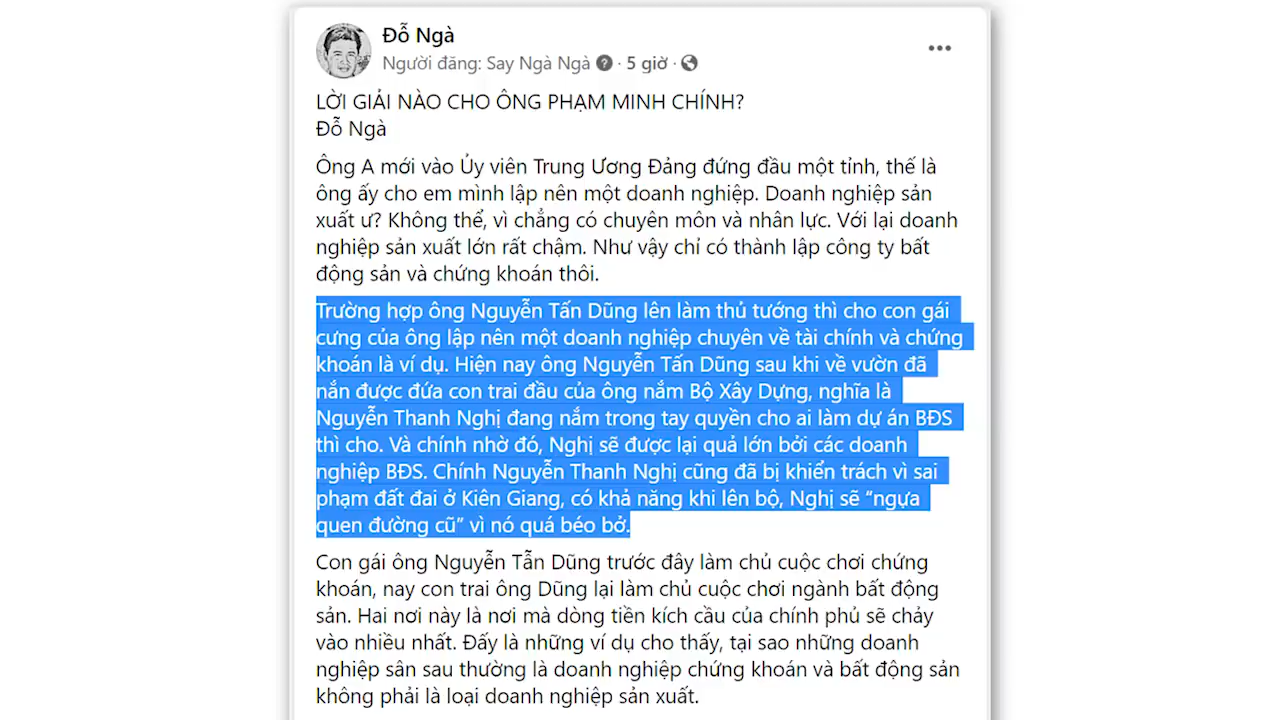 Đỗ Ngà
Người đăng: Say Ngà Ngà · 5 giờ ·
LỜI GIẢI NÀO CHO ÔNG PHẠM MINH CHÍNH?
Đỗ Ngà
Ông A mới vào Ủy viên Trung Ương Đảng đứng đầu một tỉnh, thế là
ông ấy cho em mình lập nên một doanh nghiệp. Doanh nghiệp sản
xuất ư? Không thể, vì chẳng có chuyên môn và nhân lực. Với lại doanh
nghiệp sản xuất lớn rất chậm. Như vậy chỉ có thành lập công ty bất
động sản và chứng khoán thôi.
Trường hợp ông Nguyễn Tấn Dũng lên làm thủ tướng thì cho con gái
cưng của ông lập nên một doanh nghiệp chuyên về tài chính và chứng
khoán là ví dụ. Hiện nay ông Nguyễn Tấn Dũng sau khi về vườn đã
nắn được đứa con trai đầu của ông nắm Bộ Xây Dựng, nghĩa là
Nguyễn Thanh Nghị đang nắm trong tay quyền cho ai làm dự án BĐS
thì cho. Và chính nhờ đó, Nghị sẽ được lại quả lớn bởi các doanh
nghiệp BĐS. Chính Nguyễn Thanh Nghị cũng đã bị khiển trách vì sai
phạm đất đai ở Kiên Giang, có khả năng khi lên bộ, Nghị sẽ “ngựa
quen đường cũ” vì nó quá béo bở.
Con gái ông Nguyễn Tẫn Dũng trước đây làm chủ cuộc chơi chứng
khoán, nay con trai ông Dũng lại làm chủ cuộc chơi ngành bất động
sản. Hai nơi này là nơi mà dòng tiền kích cầu của chính phủ sẽ chảy
vào nhiều nhất. Đấy là những ví dụ cho thấy, tại sao những doanh
nghiệp sân sau thường là doanh nghiệp chứng khoán và bất động sản
không phải là loại doanh nghiệp sản xuất.